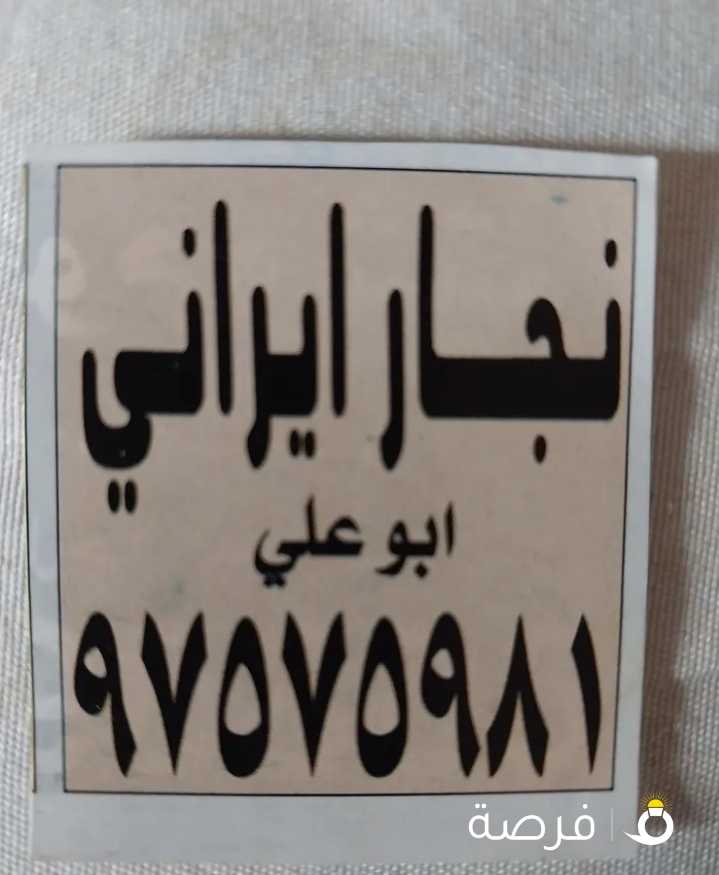 نجار ايراني
ابو علي
٩٧٥٧٥٩٨١
فرصة